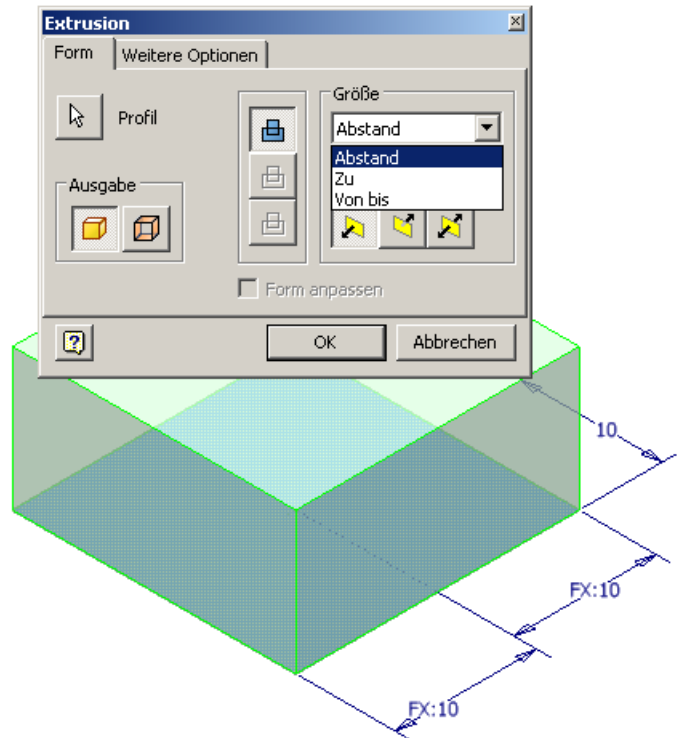 Extrusion
Form
Weitere Optionen
Profil
Größe
Abstand
Abstand
Zu
Von bis
Ausgabe
Form anpassen
?
OK
Abbrechen
10
FX:10
FX:10